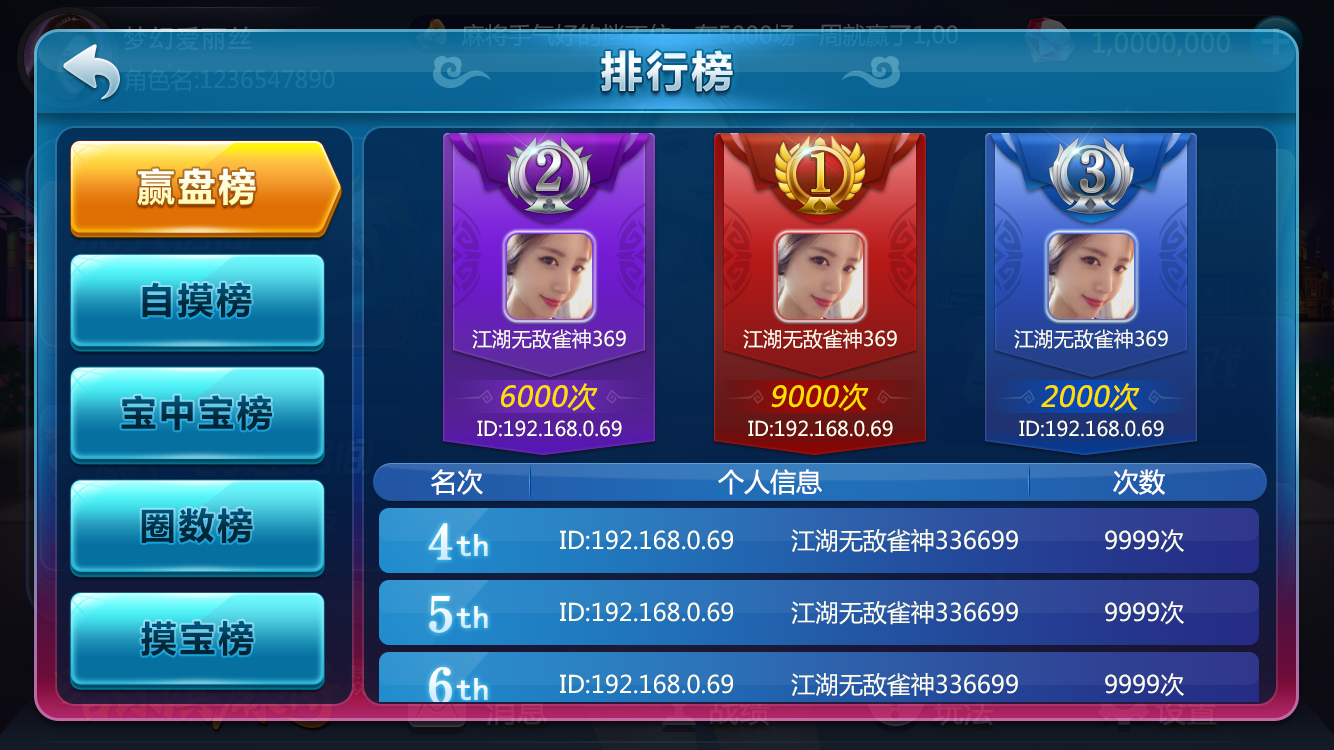 梦幻爱丽丝
麻将手气好的挡不住
在5000场一周就赢了1,00
1,0000,000
角色名:1236547890
排行榜
赢盘榜
自摸榜
宝中宝榜
圈数榜
摸宝榜
2
江湖无敌雀神369
6000次
ID:192.168.0.69
1
江湖无敌雀神369
9000次
ID:192.168.0.69
3
江湖无敌雀神369
2000次
ID:192.168.0.69
名次 个人信息 次数
4th ID:192.168.0.69 江湖无敌雀神336699 9999次
5th ID:192.168.0.69 江湖无敌雀神336699 9999次
6th ID:192.168.0.69 江湖无敌雀神336699 9999次
消息 战绩 玩法 设置